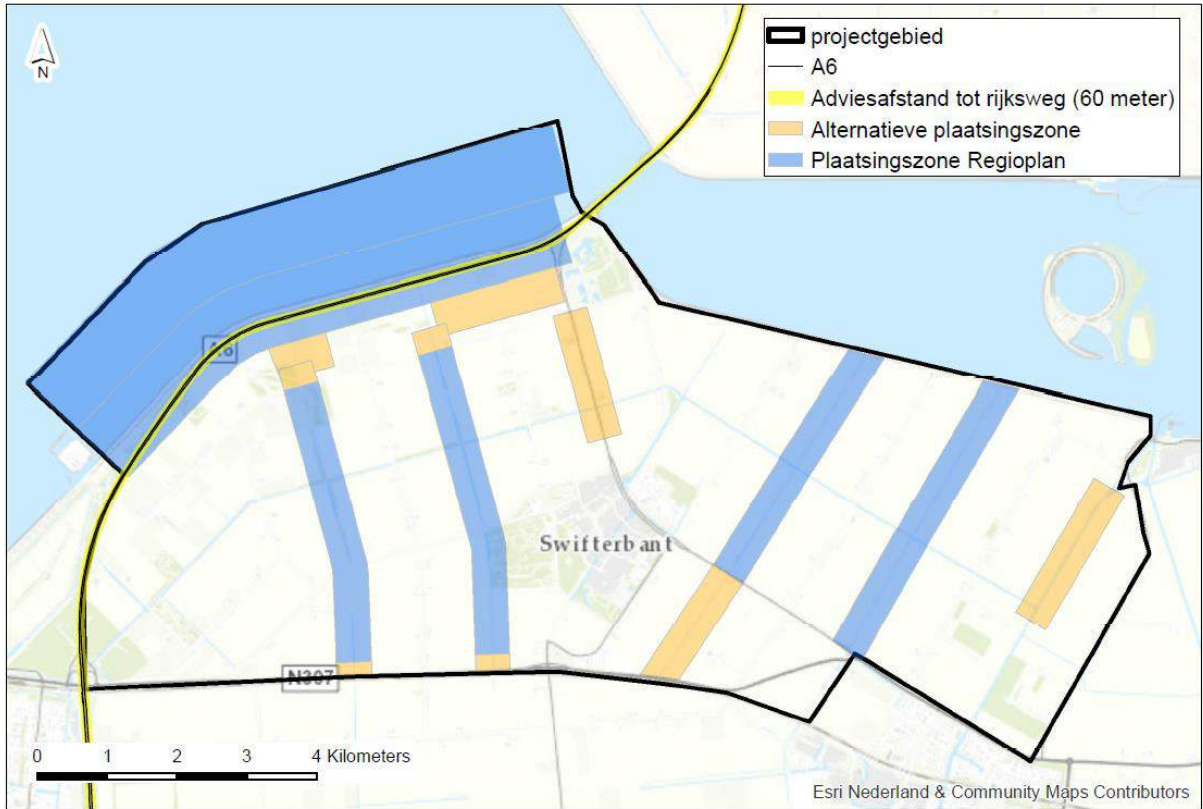 N
projectgebied
A6
Adviesafstand tot rijksweg (60 meter)
Alternatieve plaatsingszone
Plaatsingszone Regioplan
A6
Swifterbant
N307
0 1 2 3 4 Kilometers
Esri Nederland & Community Maps Contributors